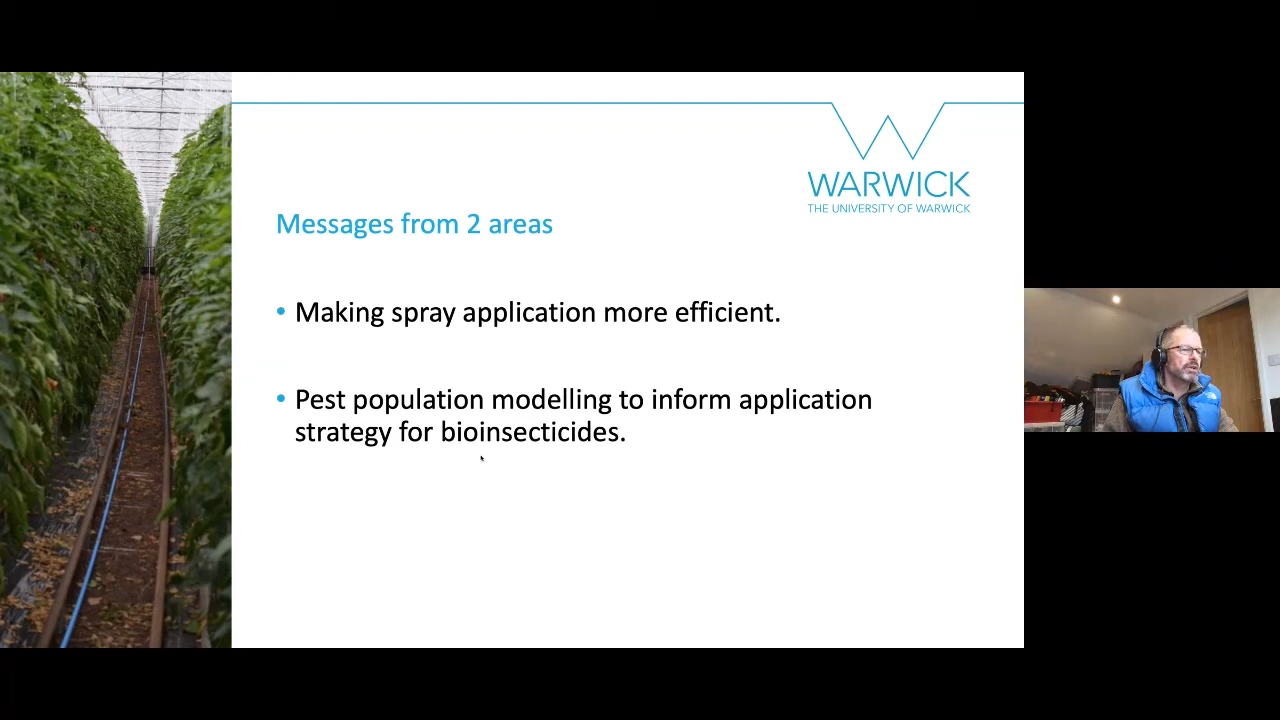 WARWICK
THE UNIVERSITY OF WARWICK
Messages from 2 areas
• Making spray application more efficient.
• Pest population modelling to inform application
strategy for bioinsecticides.